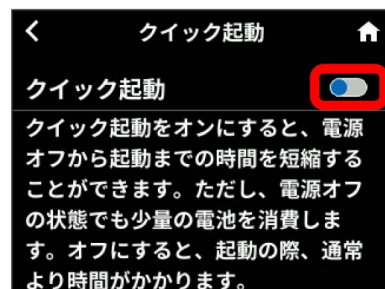 クイック起動
クイック起動
クイック起動をオンにすると、電源
オフから起動までの時間を短縮する
ことができます。ただし、電源オフ
の状態でも少量の電池を消費しま
す。オフにすると、起動の際、通常
より時間がかかります。